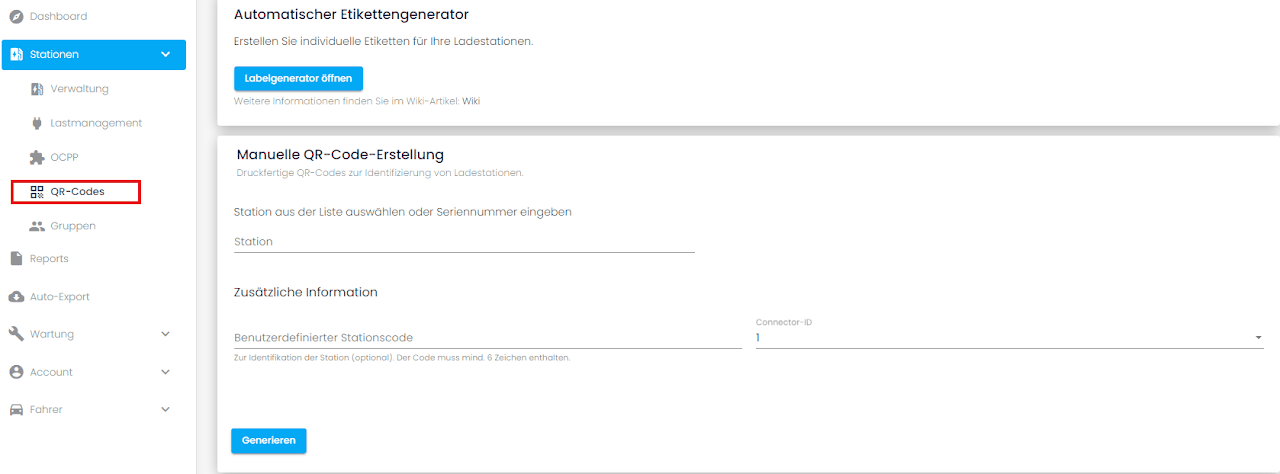 Dashboard
Stationen
Verwaltung
Lastmanagement
OCPP
QR-Codes
Gruppen
Reports
Auto-Export
Wartung
Account
Fahrer
Automatischer Etikettengenerator
Erstellen Sie individuelle Etiketten für Ihre Ladestationen.
Labelgenerator öffnen
Weitere Informationen finden Sie im Wiki-Artikel: Wiki
Manuelle QR-Code-Erstellung
Druckfertige QR-Codes zur Identifizierung von Ladestationen.
Station aus der Liste auswählen oder Seriennummer eingeben
Station
Zusätzliche Information
Benutzerdefinierter Stationscode
Zur Identifikation der Station (optional). Der Code muss mind. 6 Zeichen enthalten.
Connector-ID
1
Generieren